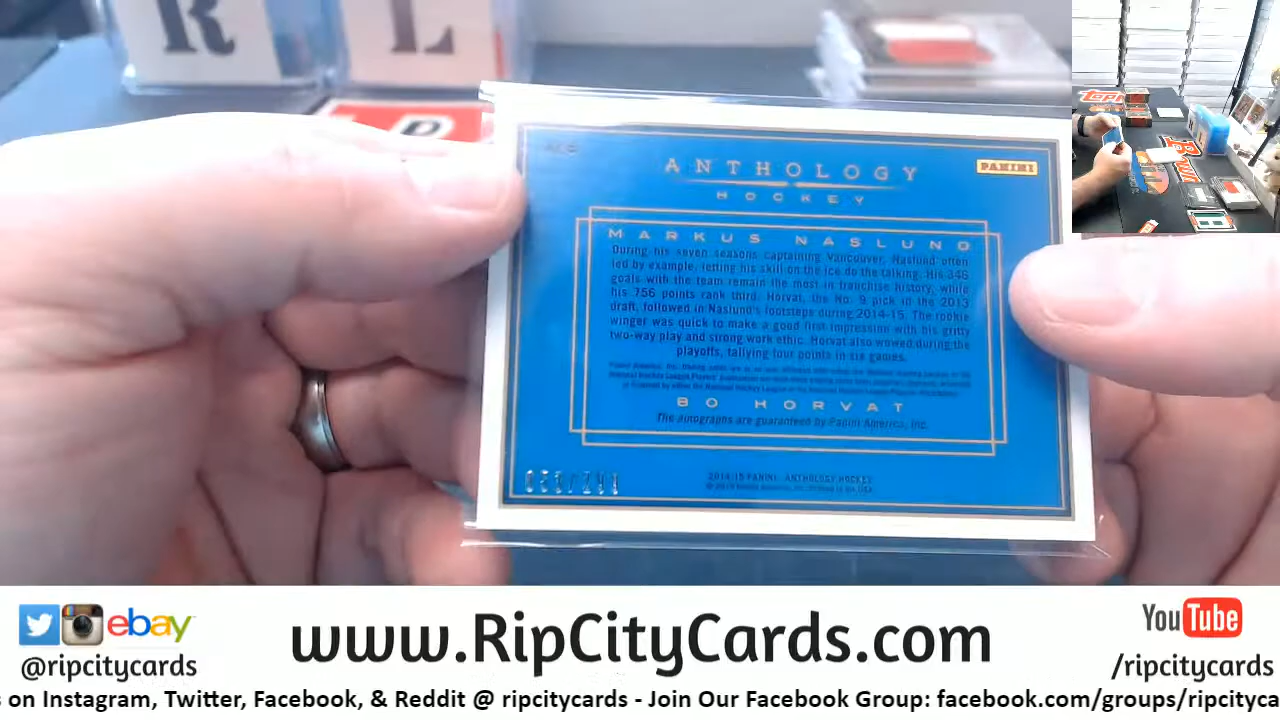 R L
D
PANINI
ANTHOLOGY
HOCKEY
MARKUS NASLUND
During his seven seasons captaining Vancouver, Naslund often
led by example, letting his skill on the ice do the talking. His 346
goals with the team remain the most in franchise history, while
his 756 points rank third. Horvat, the No. 9 pick in the 2013
draft, followed in Naslund's footsteps during 2014-15. The rookie
winger was quick to make a good first impression with his gritty
two-way play and strong work ethic. Horvat also wowed during the
playoffs, tallying four points in six games.
BO HORVAT
The autographs are guaranteed by Panini America, Inc.
2014-15 PANINI ANTHOLOGY HOCKEY
topps
ebay
www.RipCityCards.com
YouTube
@ripcitycards
/ripcitycards
s on Instagram, Twitter, Facebook, & Reddit @ ripcitycards - Join Our Facebook Group: facebook.com/groups/ripcityca